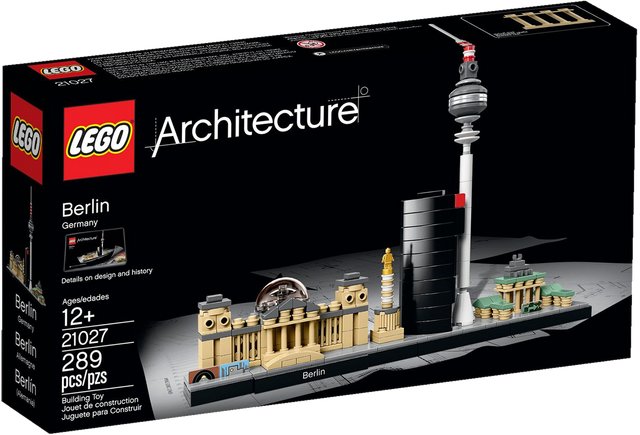 LEGO
21027
LEGO
LEGO
Architecture
Berlin
Germany
Architecture
Details on design and history
Ages/edades
12+
21027
289
pcs/pzs
Building Toy
Jouet de construction
Juguete para Construir
Berlin
Germany
Berlin
Allemagne
Berlín
(Alemania)
Berlin